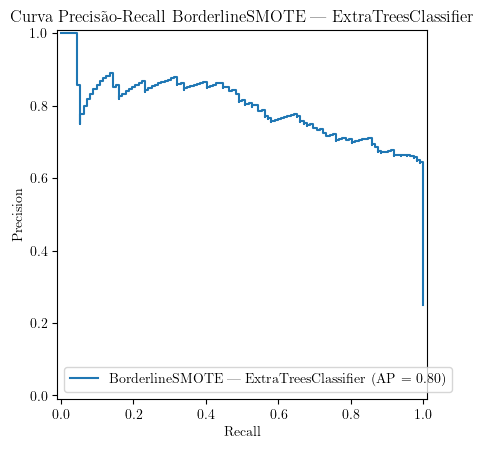 Curva Precisão-Recall BorderlineSMOTE — ExtraTreesClassifier
1.0
0.8
0.6
0.4
0.2
0.0
Precision
BorderlineSMOTE — ExtraTreesClassifier (AP = 0.80)
0.0 0.2 0.4 0.6 0.8 1.0
Recall